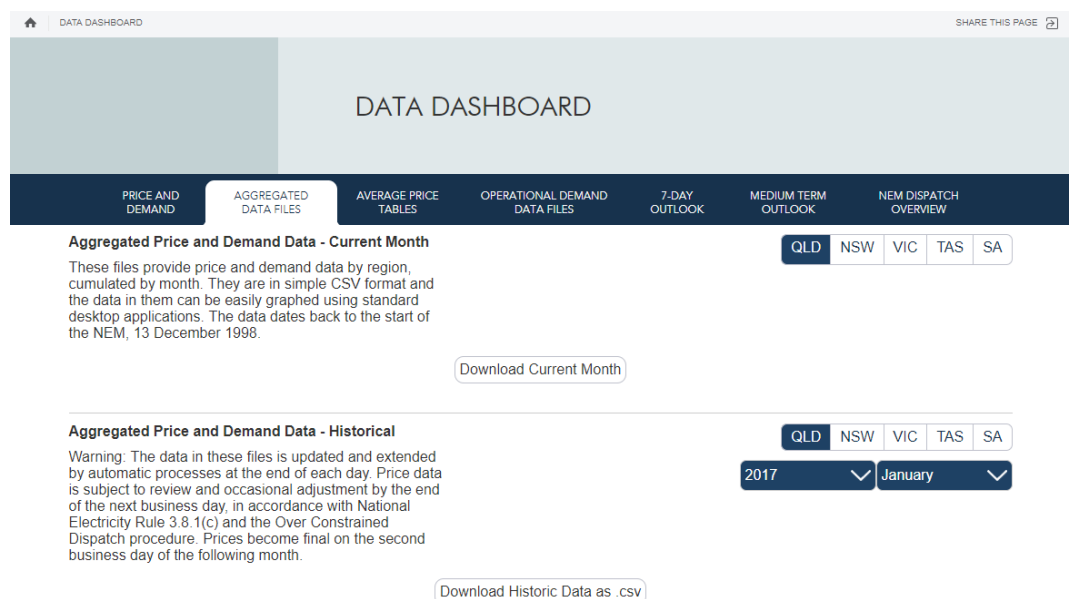 DATA DASHBOARD
SHARE THIS PAGE
DATA DASHBOARD
PRICE AND
DEMAND
AGGREGATED
DATA FILES
AVERAGE PRICE
TABLES
OPERATIONAL DEMAND
DATA FILES
7-DAY
OUTLOOK
MEDIUM TERM
OUTLOOK
NEM DISPATCH
OVERVIEW
Aggregated Price and Demand Data - Current Month
QLD NSW VIC TAS SA
These files provide price and demand data by region,
cumulated by month. They are in simple CSV format and
the data in them can be easily graphed using standard
desktop applications. The data dates back to the start of
the NEM, 13 December 1998.
Download Current Month
Aggregated Price and Demand Data - Historical
QLD NSW VIC TAS SA
2017 January
Warning: The data in these files is updated and extended
by automatic processes at the end of each day. Price data
is subject to review and occasional adjustment by the end
of the next business day, in accordance with National
Electricity Rule 3.8.1(c) and the Over Constrained
Dispatch procedure. Prices become final on the second
business day of the following month.
Download Historic Data as .csv